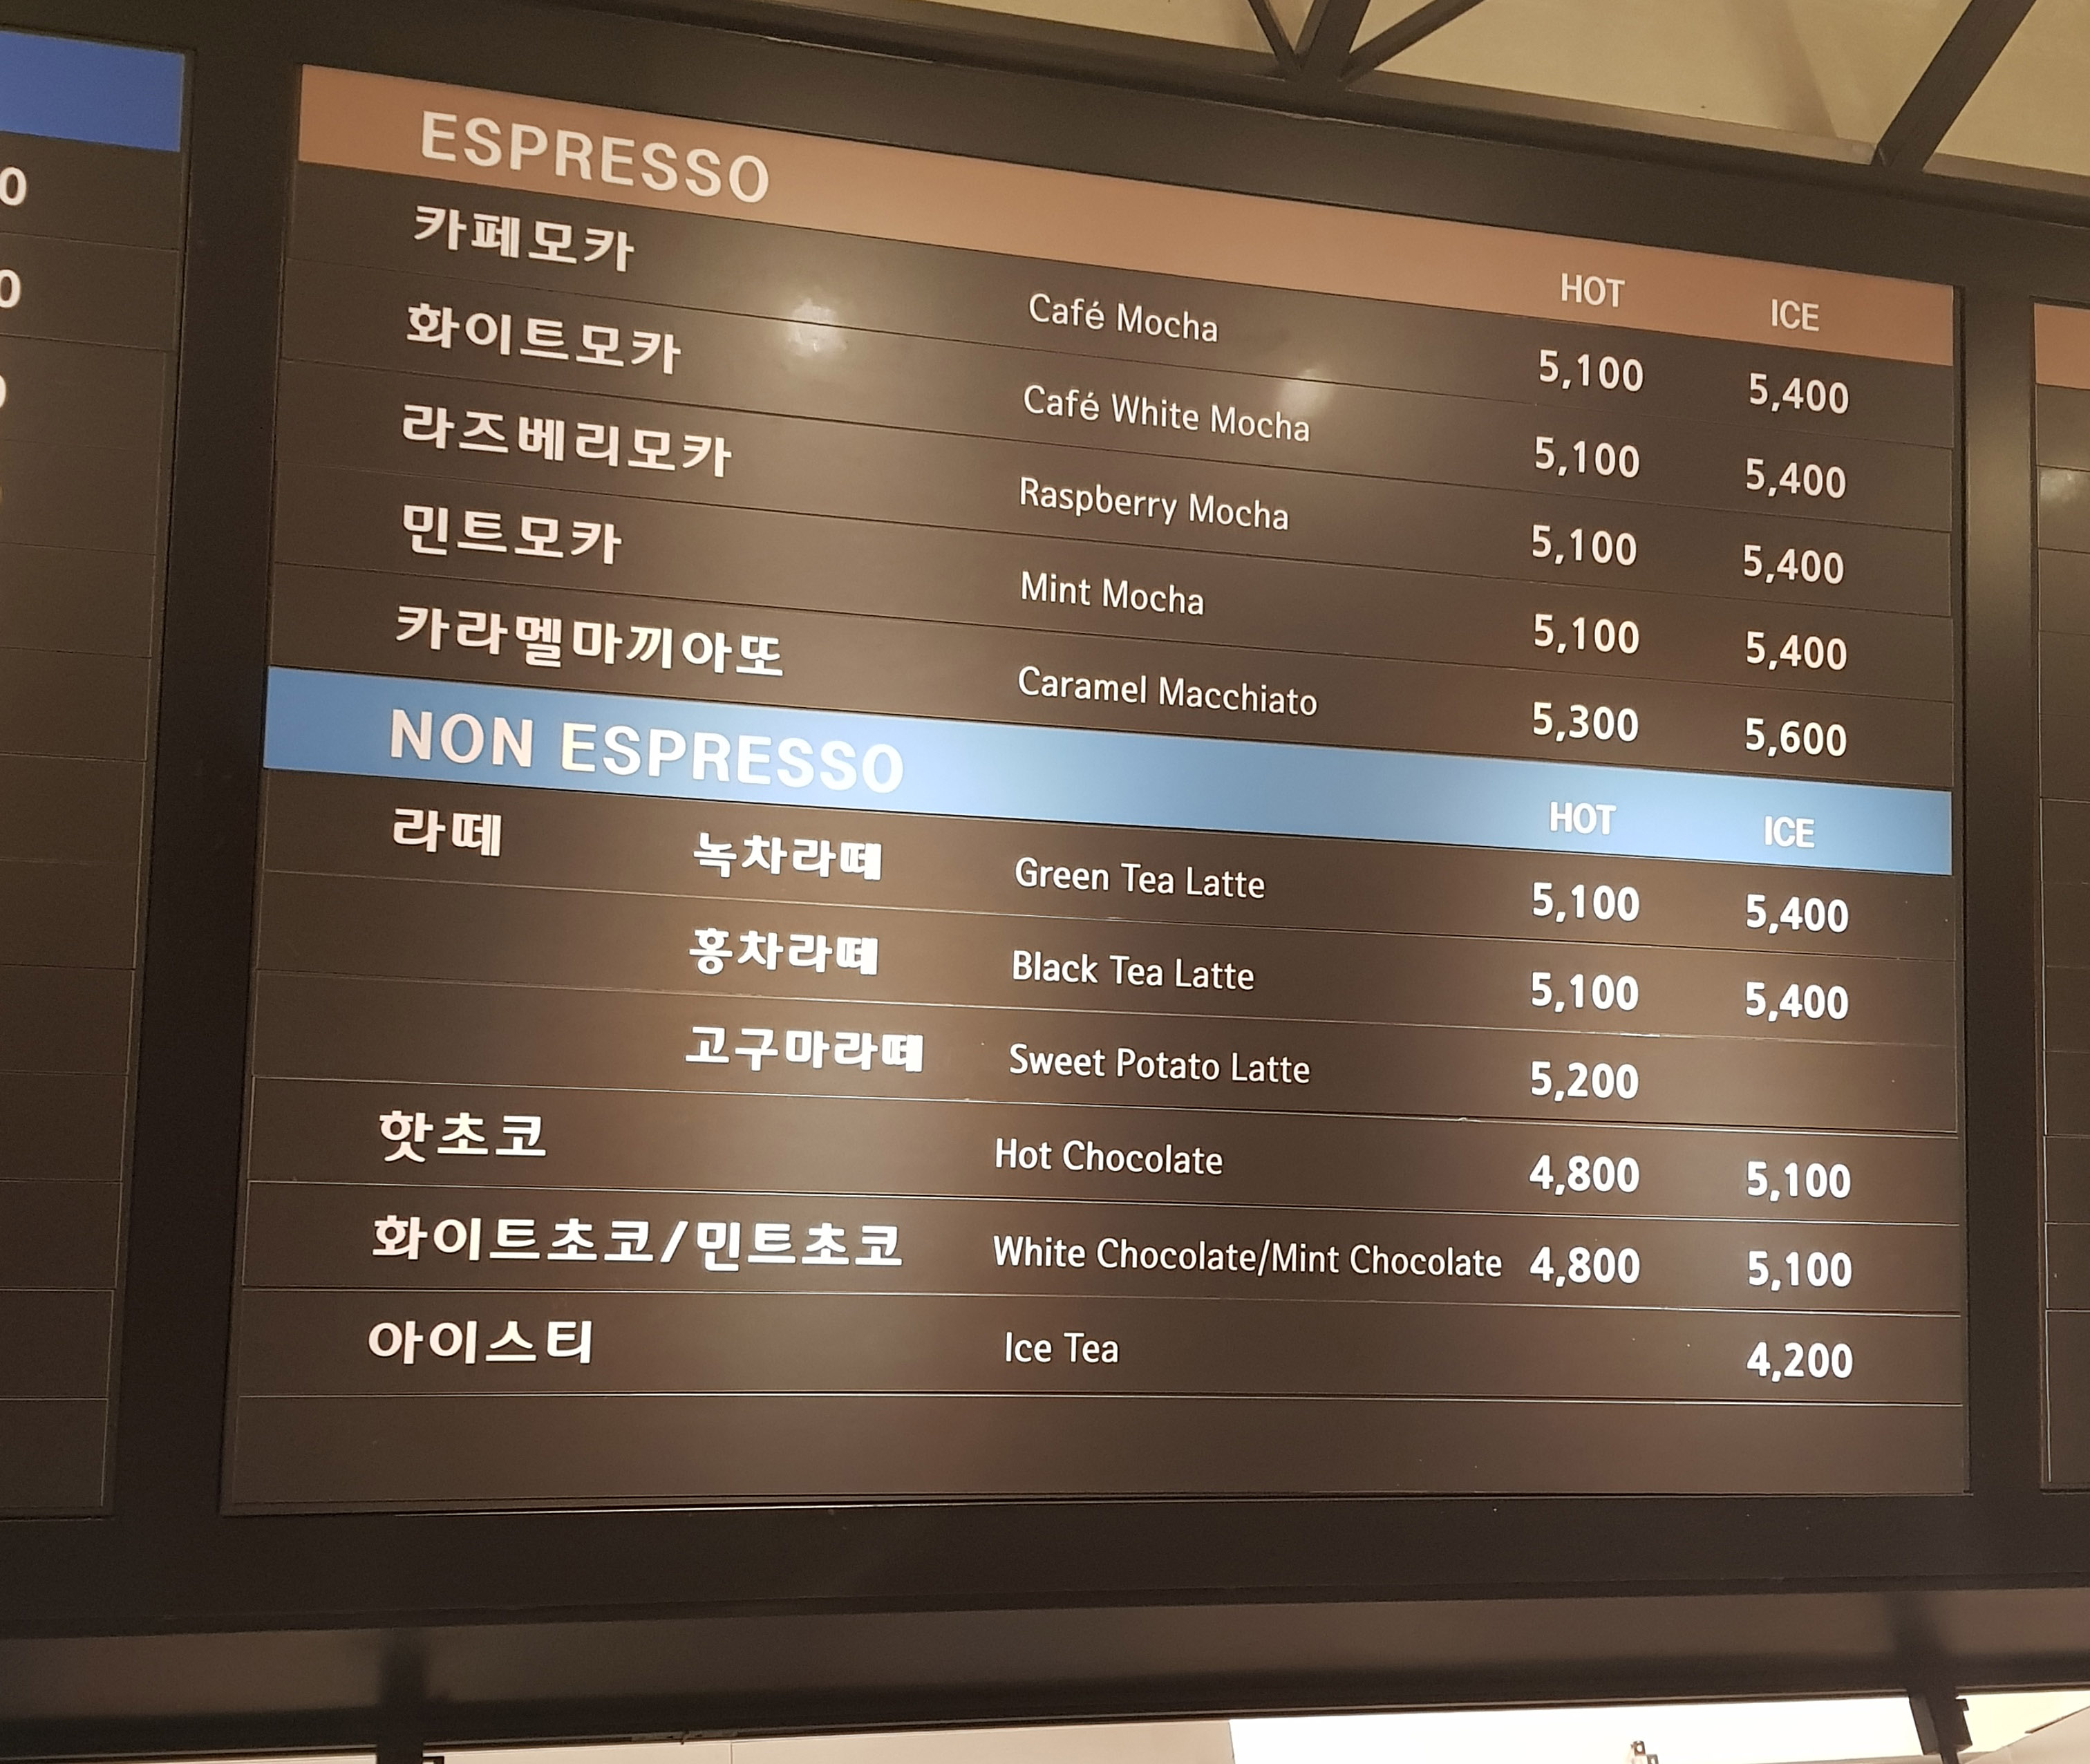 ESPRESSO HOT ICE
카페모카 Café Mocha 5,100 5,400
화이트모카 Café White Mocha 5,100 5,400
라즈베리모카 Raspberry Mocha 5,100 5,400
민트모카 Mint Mocha 5,100 5,400
카라멜마끼아또 Caramel Macchiato 5,300 5,600
NON ESPRESSO HOT ICE
라떼 녹차라떼 Green Tea Latte 5,100 5,400
홍차라떼 Black Tea Latte 5,100 5,400
고구마라떼 Sweet Potato Latte 5,200
핫초코 Hot Chocolate 4,800 5,100
화이트초코/민트초코 White Chocolate/Mint Chocolate 4,800 5,100
아이스티 Ice Tea 4,200